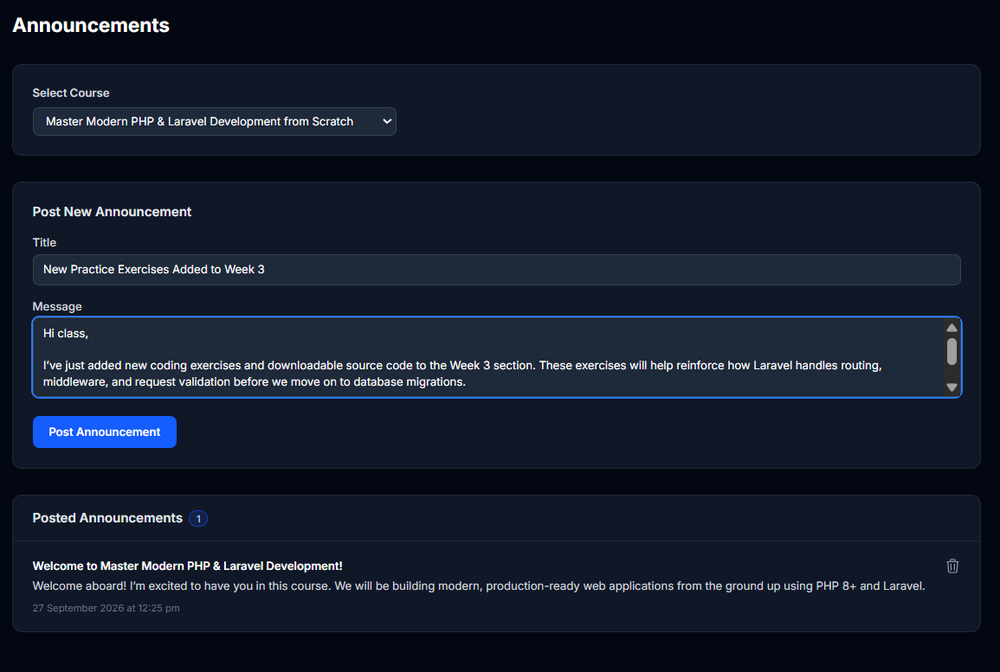 Announcements
Select Course
Master Modern PHP & Laravel Development from Scratch
Post New Announcement
Title
New Practice Exercises Added to Week 3
Message
Hi class,
I’ve just added new coding exercises and downloadable source code to the Week 3 section. These exercises will help reinforce how Laravel handles routing,
middleware, and request validation before we move on to database migrations.
Post Announcement
Posted Announcements 1
Welcome to Master Modern PHP & Laravel Development!
Welcome aboard! I’m excited to have you in this course. We will be building modern, production-ready web applications from the ground up using PHP 8+ and Laravel.
27 September 2026 at 12:25 pm